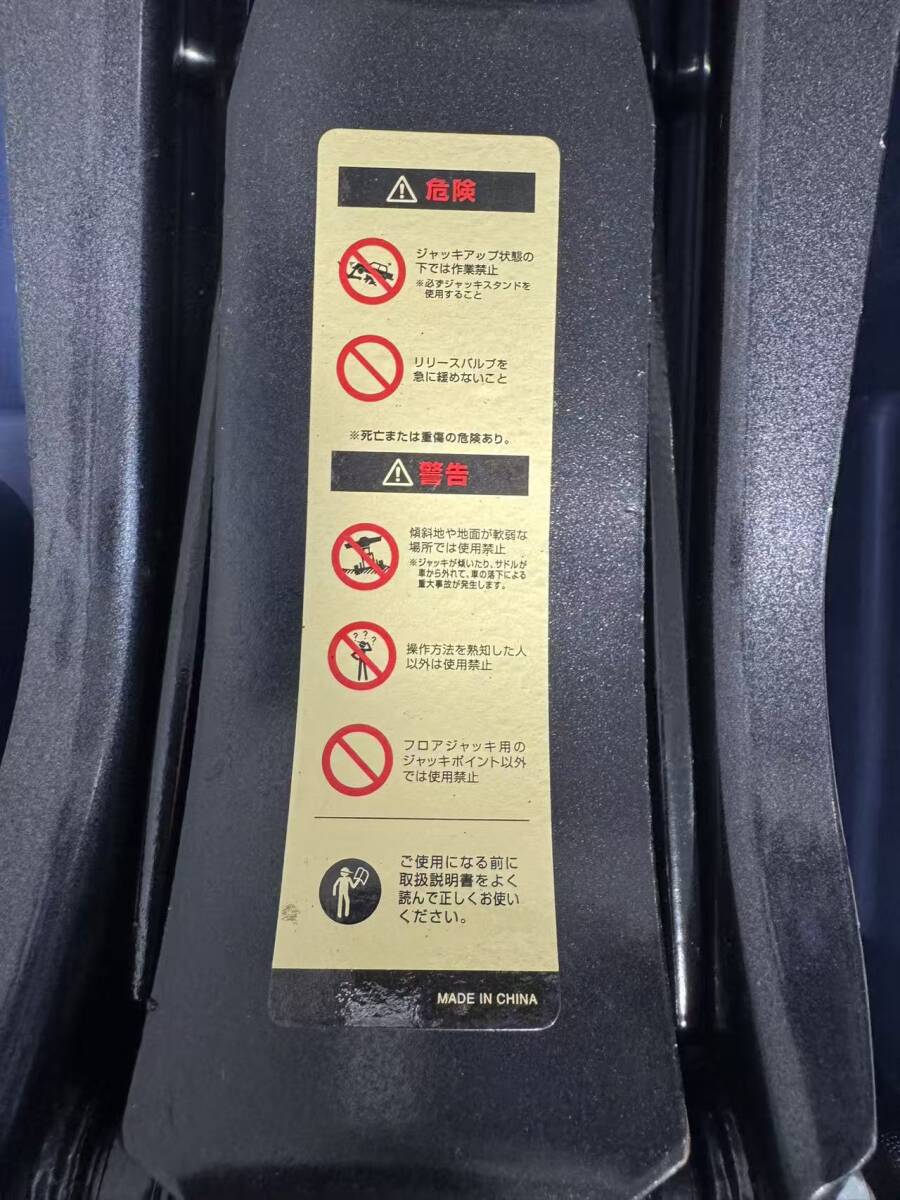 危険
ジャッキアップ状態の
下では作業禁止
※必ずジャッキスタンドを
使用すること
リリースバルブを
急に緩めないこと
※死亡または重傷の危険あり。
警告
傾斜地や地面が軟弱な
場所では使用禁止
※ジャッキが傾いたり、サドルが
車から外れて、車の落下による
重大事故が発生します。
? ? ?
操作方法を熟知した人
以外は使用禁止
フロアジャッキ用の
ジャッキポイント以外
では使用禁止
ご使用になる前に
取扱説明書をよく
読んで正しくお使い
ください。
MADE IN CHINA